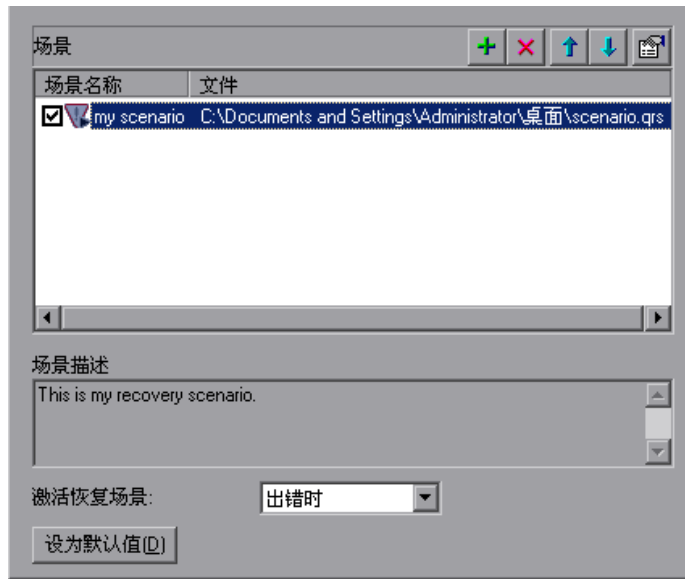 场景
场景名称 文件
my scenario C:\Documents and Settings\Administrator\桌面\scenario.qrs
场景描述
This is my recovery scenario.
激活恢复场景: 出错时
设为默认值(D)